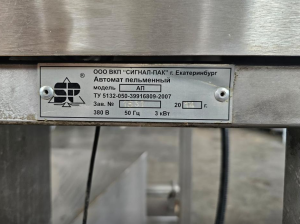 ООО ВКП "СИГНАЛ-ПАК" г. Екатеринбург
Автомат пельменный
модель АП
ТУ 5132-050-39916809-2007
Зав. № 20 г.
380 В 50 Гц 3 кВт